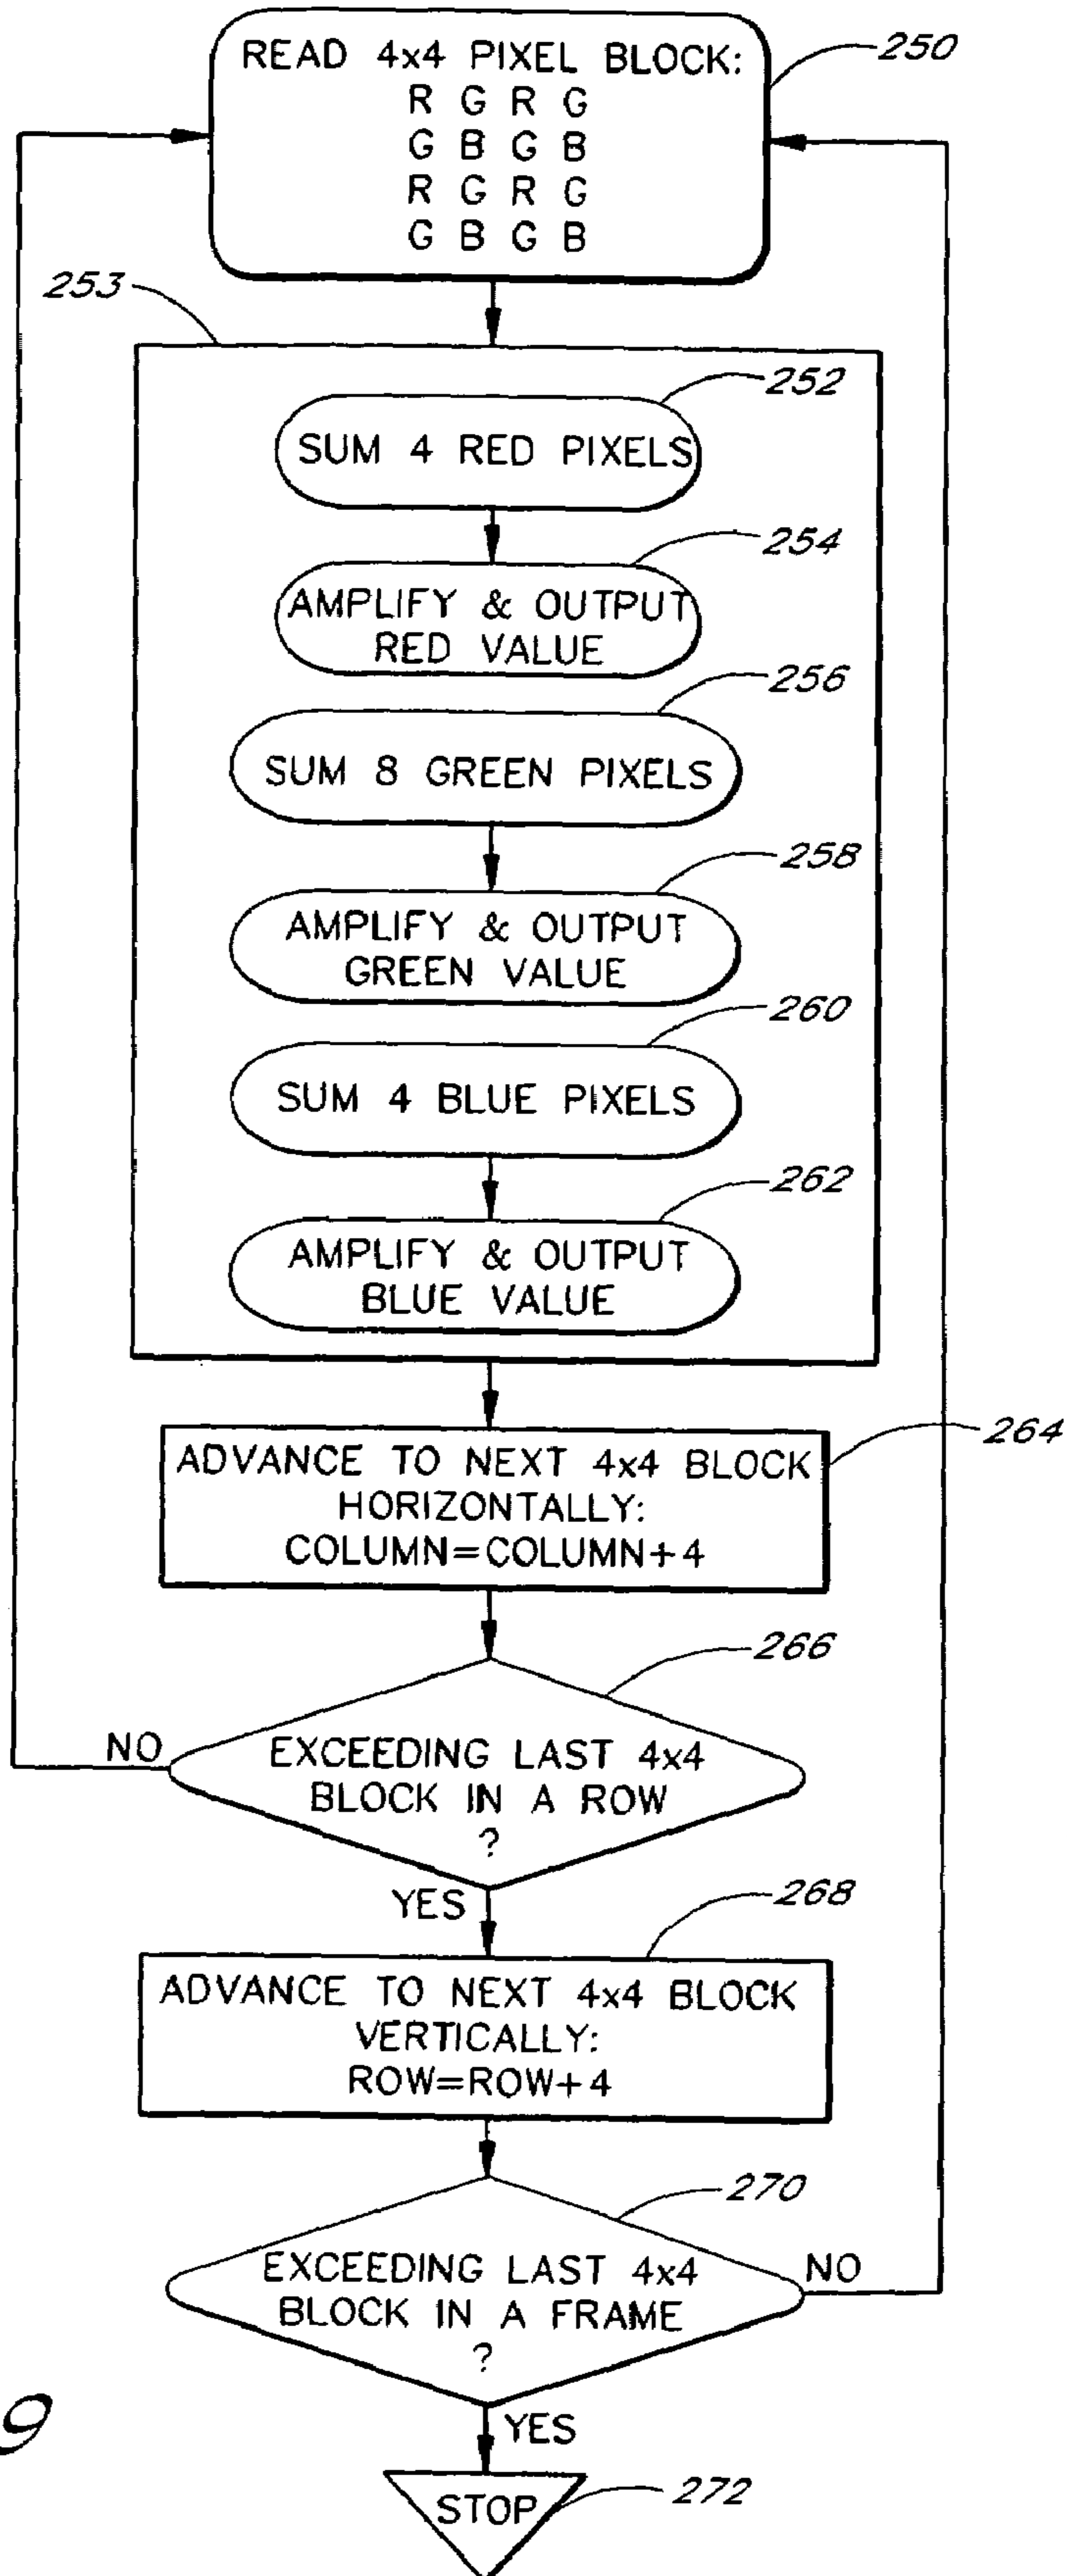 READ 4x4 PIXEL BLOCK:
R G R G
G B G B
R G R G
G B G B
250
253
252
SUM 4 RED PIXELS
254
AMPLIFY & OUTPUT
RED VALUE
256
SUM 8 GREEN PIXELS
258
AMPLIFY & OUTPUT
GREEN VALUE
260
SUM 4 BLUE PIXELS
262
AMPLIFY & OUTPUT
BLUE VALUE
264
ADVANCE TO NEXT 4x4 BLOCK
HORIZONTALLY:
COLUMN=COLUMN+4
266
NO
EXCEEDING LAST 4x4
BLOCK IN A ROW
?
YES
268
ADVANCE TO NEXT 4x4 BLOCK
VERTICALLY:
ROW=ROW+4
270
EXCEEDING LAST 4x4
BLOCK IN A FRAME
?
NO
9
YES
STOP
272